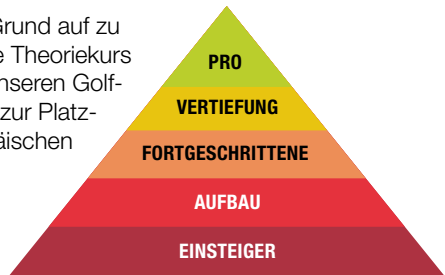 Grund auf zu
e Theoriekurs
nseren Golf-
zur Platz-
äischen
PRO
VERTIEFUNG
FORTGESCHRITTENE
AUFBAU
EINSTEIGER